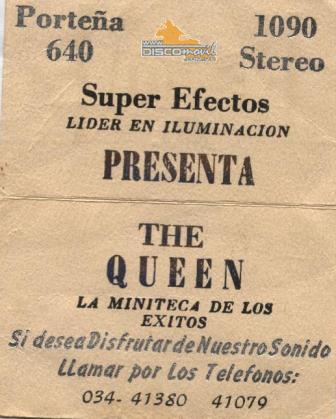 Porteña 1090
640 Stereo
www.
DISCOmovil
Super Efectos
LIDER EN ILUMINACION
PRESENTA
THE
QUEEN
LA MINITECA DE LOS
EXITOS
Si desea Disfrutar de Nuestro Sonido
LLamar por Los Telefonos:
034- 41380 41079